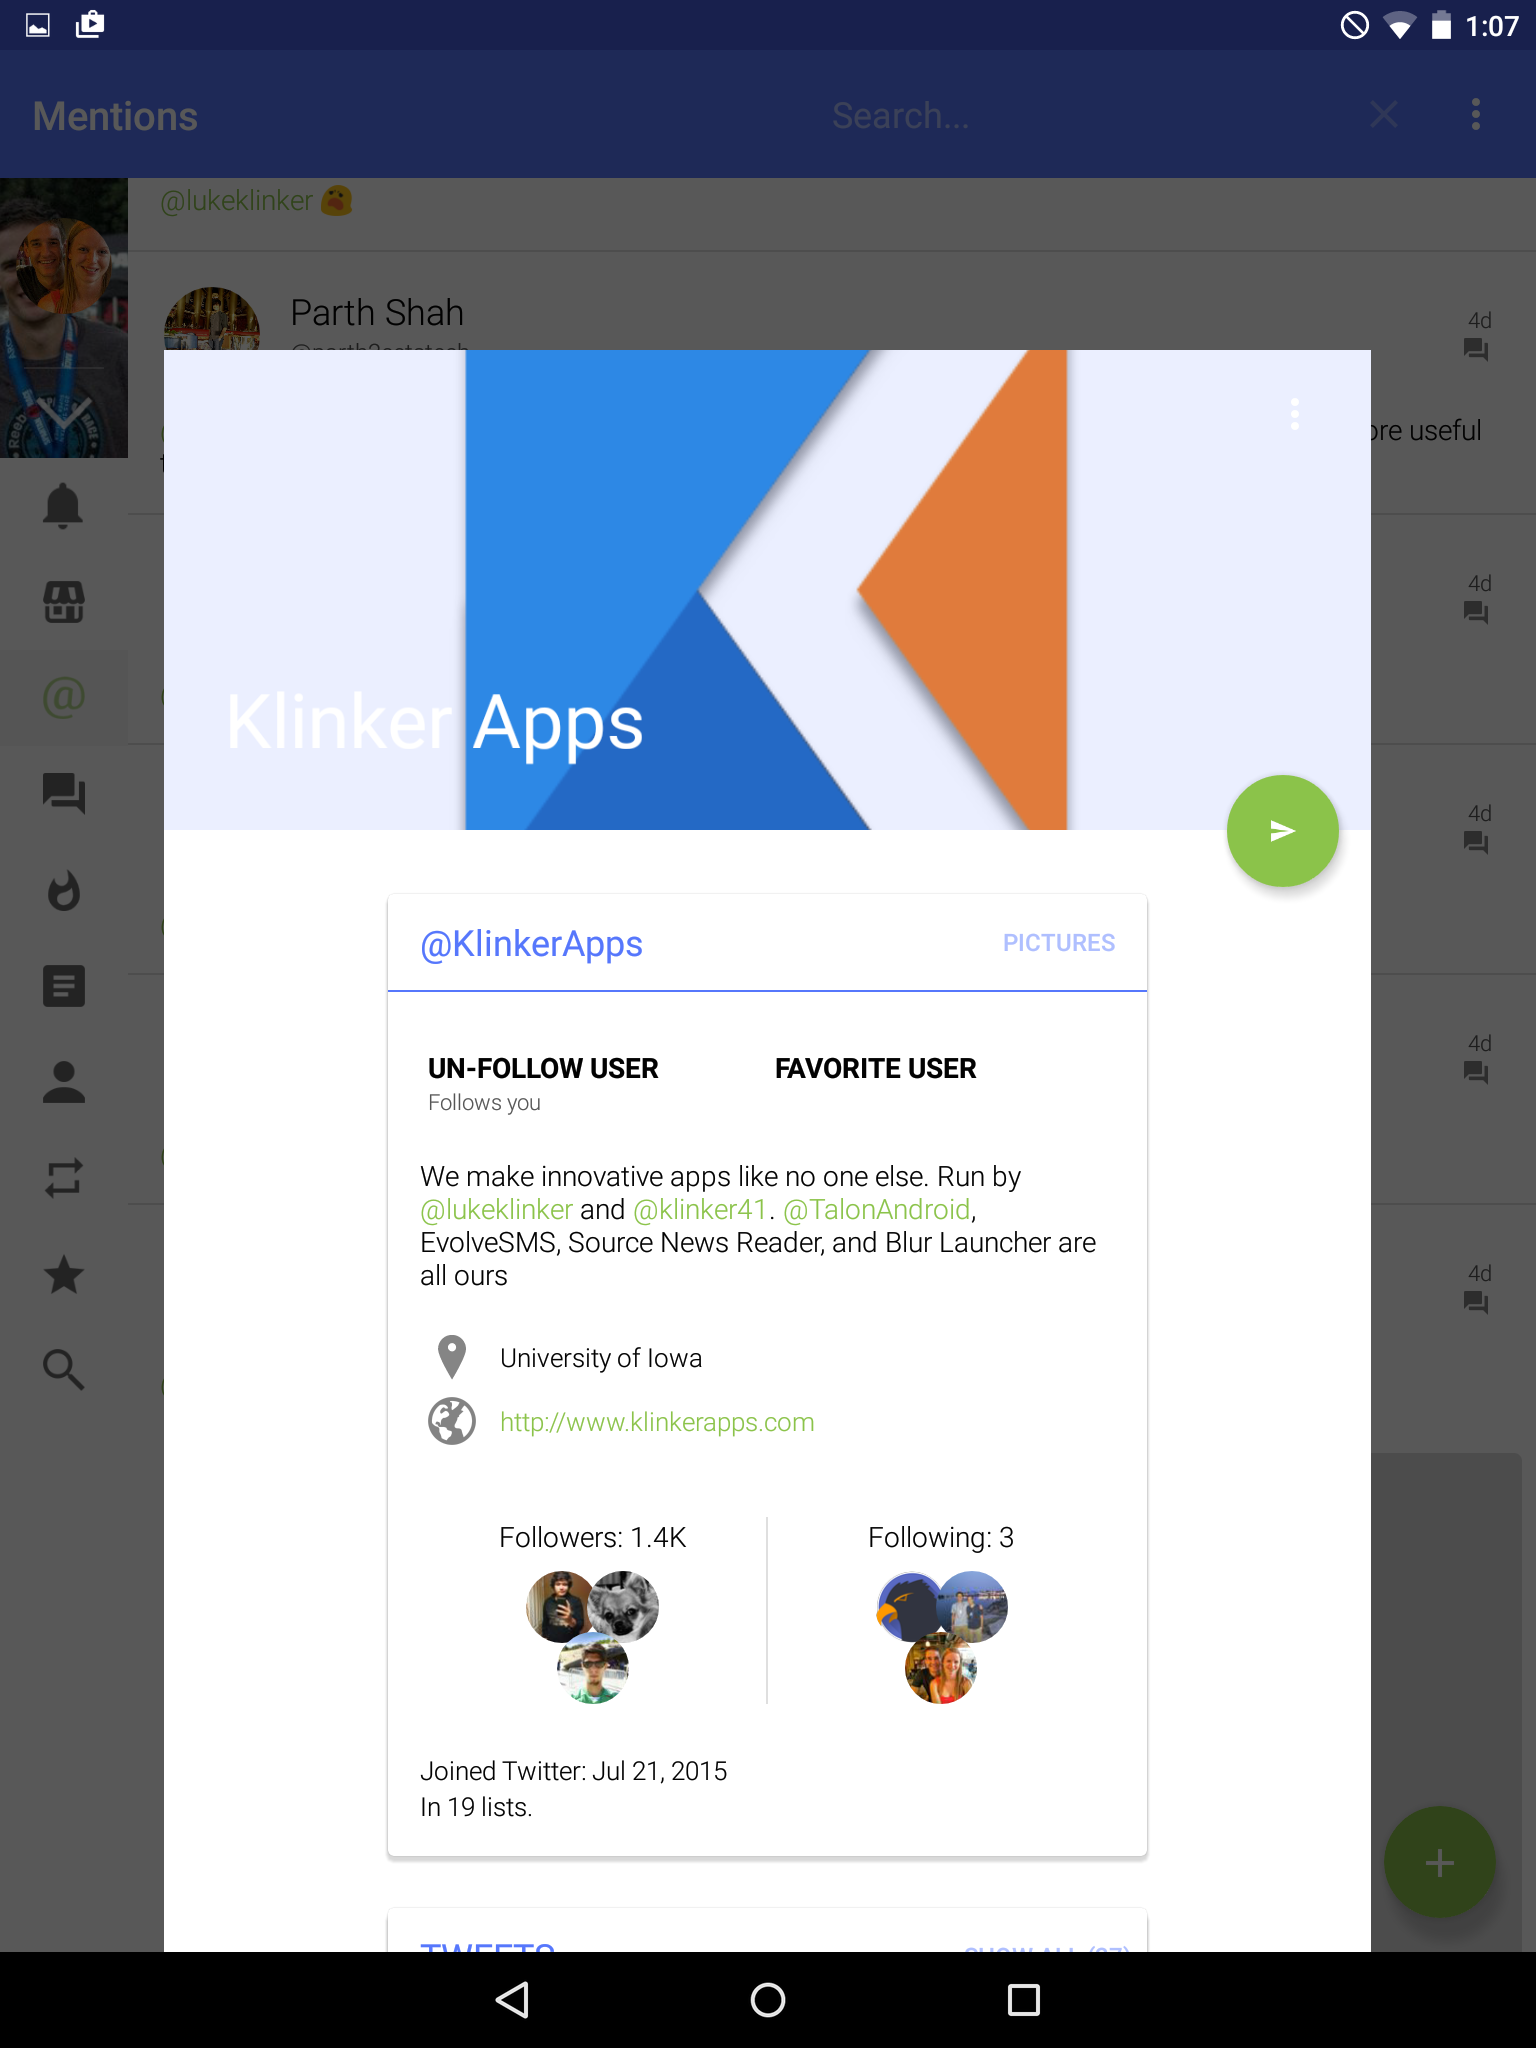 1:07
Mentions
Search...
@lukeklinker
Parth Shah
4d
ore useful
4d
4d
4d
4d
Klinker Apps
@KlinkerApps
PICTURES
UN-FOLLOW USER
FAVORITE USER
Follows you
We make innovative apps like no one else. Run by
@lukeklinker and @klinker41. @TalonAndroid,
EvolveSMS, Source News Reader, and Blur Launcher are
all ours
University of Iowa
http://www.klinkerapps.com
Followers: 1.4K
Following: 3
Joined Twitter: Jul 21, 2015
In 19 lists.
TWEETS